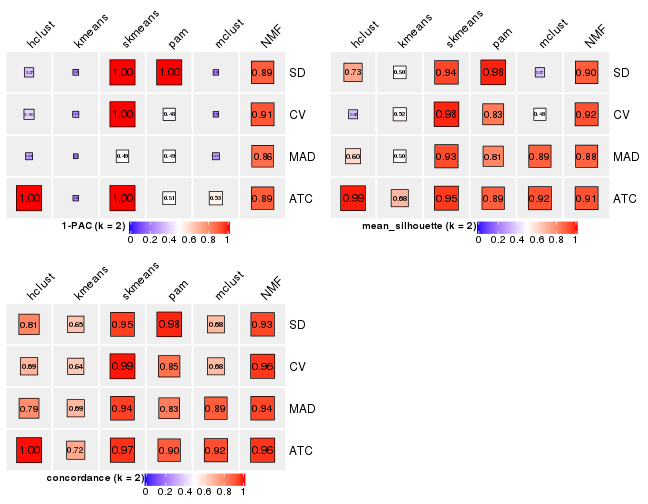 hclust kmeans skmeans pam mclust NMF
1.00 1.00 0.89 SD
1.00 0.48 0.91 CV
0.49 0.49 0.86 MAD
1.00 1.00 0.51 0.53 0.89 ATC
1-PAC (k = 2)
0 0.2 0.4 0.6 0.8 1
hclust kmeans skmeans pam mclust NMF
0.73 0.50 0.94 0.98 0.90 SD
0.52 0.98 0.83 0.48 0.92 CV
0.60 0.50 0.93 0.81 0.89 0.88 MAD
0.99 0.68 0.95 0.89 0.92 0.91 ATC
mean_silhouette (k = 2)
0 0.2 0.4 0.6 0.8 1
hclust kmeans skmeans pam mclust NMF
0.81 0.65 0.95 0.98 0.68 0.93 SD
0.69 0.64 0.99 0.85 0.68 0.96 CV
0.79 0.69 0.94 0.83 0.89 0.94 MAD
1.00 0.72 0.97 0.90 0.92 0.96 ATC
concordance (k = 2)
0 0.2 0.4 0.6 0.8 1